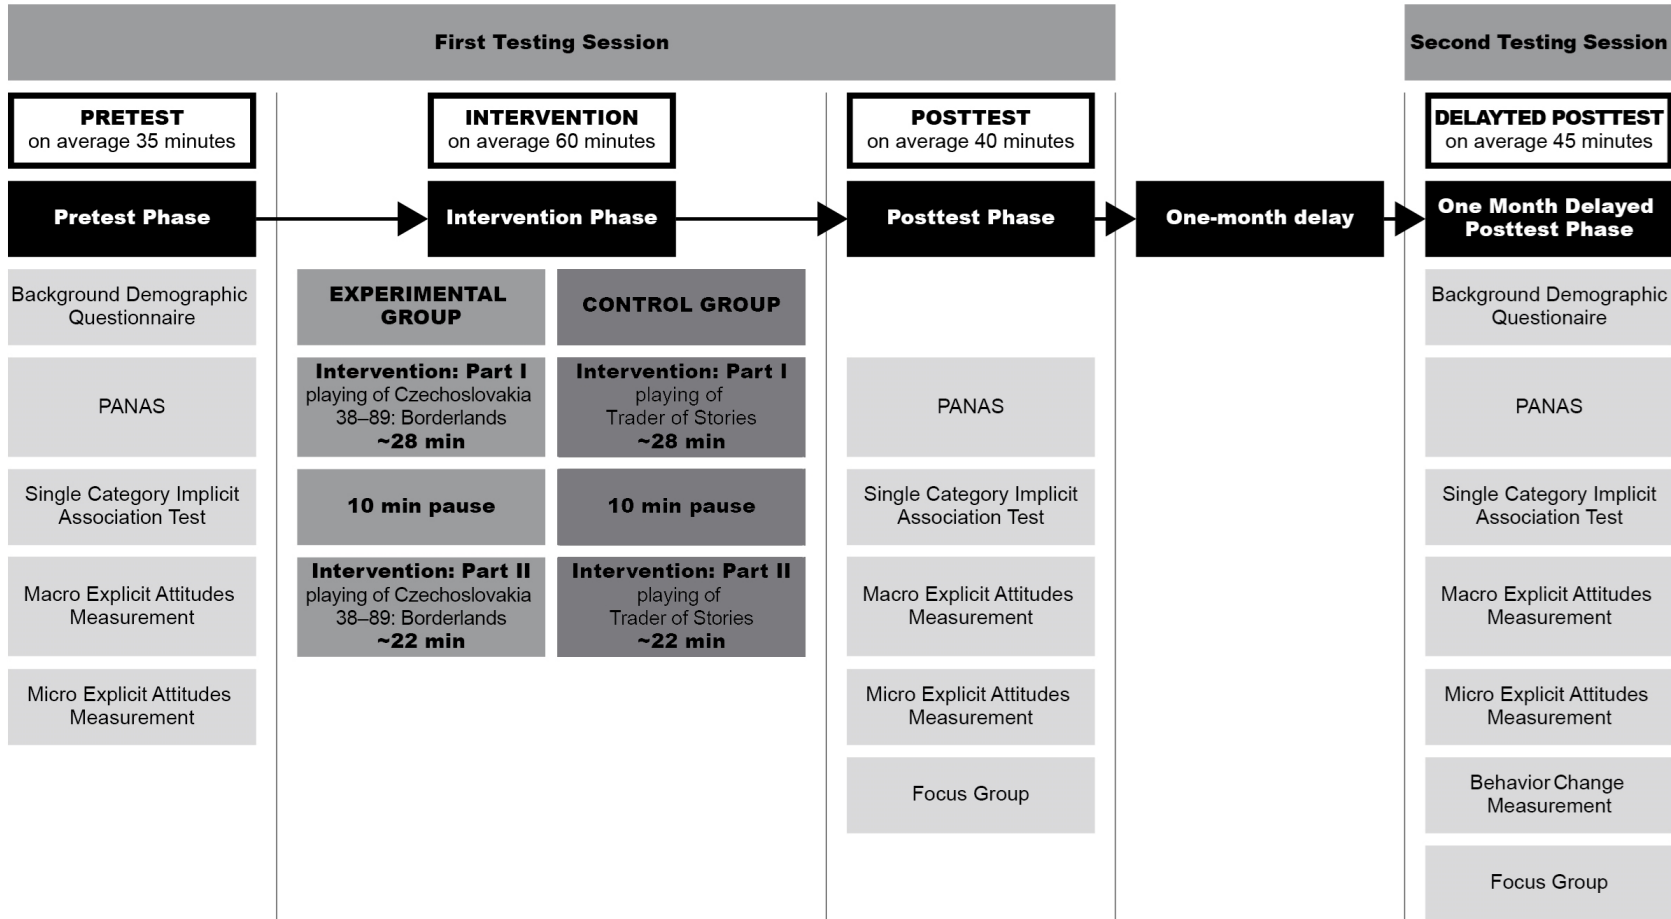 First Testing Session
Second Testing Session
PRETEST
on average 35 minutes
INTERVENTION
on average 60 minutes
POSTTEST
on average 40 minutes
DELAYTED POSTTEST
on average 45 minutes
Pretest Phase
Intervention Phase
Posttest Phase
One-month delay
One Month Delayed
Posttest Phase
Background Demographic
Questionnaire
PANAS
Single Category Implicit
Association Test
Macro Explicit Attitudes
Measurement
Micro Explicit Attitudes
Measurement
EXPERIMENTAL
GROUP
Intervention: Part I
playing of Czechoslovakia
38–89: Borderlands
~28 min
10 min pause
Intervention: Part II
playing of Czechoslovakia
38–89: Borderlands
~22 min
CONTROL GROUP
Intervention: Part I
playing of
Trader of Stories
~28 min
10 min pause
Intervention: Part II
playing of
Trader of Stories
~22 min
PANAS
Single Category Implicit
Association Test
Macro Explicit Attitudes
Measurement
Micro Explicit Attitudes
Measurement
Focus Group
Background Demographic
Questionaire
PANAS
Single Category Implicit
Association Test
Macro Explicit Attitudes
Measurement
Micro Explicit Attitudes
Measurement
Behavior Change
Measurement
Focus Group